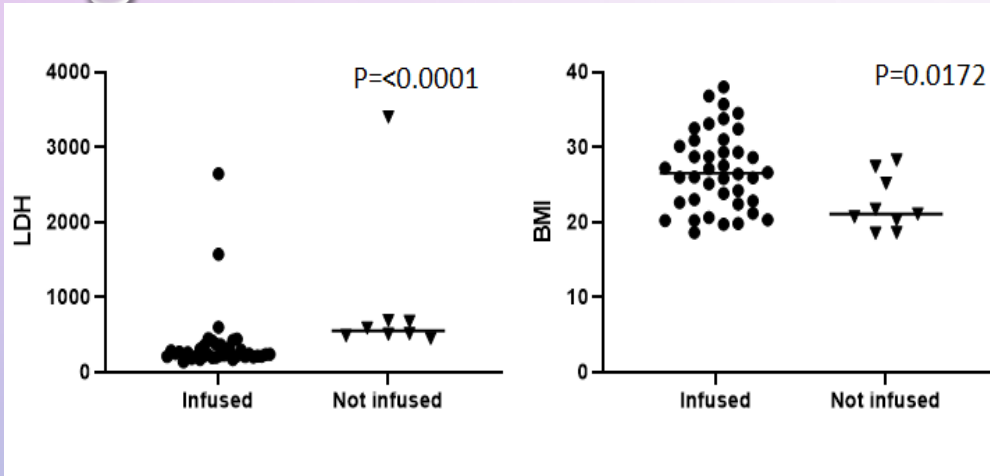 P=<0.0001
LDH
4000
3000
2000
1000
0
Infused
Not infused
P=0.0172
BMI
40
30
20
10
0
Infused
Not infused